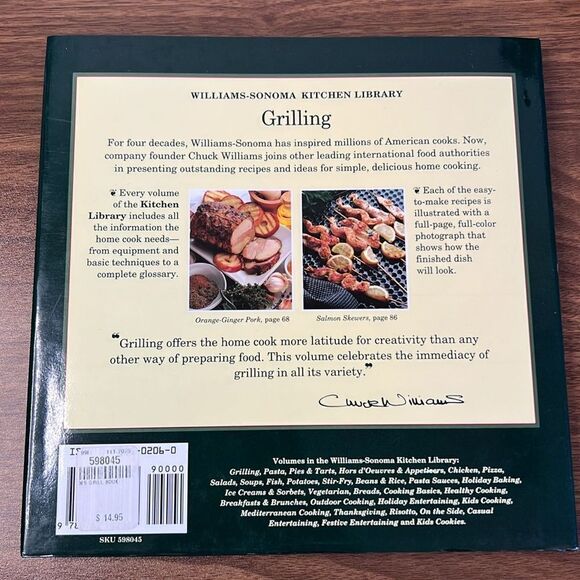 WILLIAMS-SONOMA KITCHEN LIBRARY
Grilling
For four decades, Williams-Sonoma has inspired millions of American cooks. Now,
company founder Chuck Williams joins other leading international food authorities
in presenting outstanding recipes and ideas for simple, delicious home cooking.
❦ Every volume
of the Kitchen
Library includes all
the information the
home cook needs—
from equipment and
basic techniques to a
complete glossary.
❦ Each of the easy-
to-make recipes is
illustrated with a
full-page, full-color
photograph that
shows how the
finished dish
will look.
Orange-Ginger Pork, page 68
Salmon Skewers, page 86
"Grilling offers the home cook more latitude for creativity than any
other way of preparing food. This volume celebrates the immediacy of
grilling in all its variety."
Chuck Williams
-0206-0
598045
90000
WS GRILL BOOK
$ 14.95
9 78
SKU 598045
Volumes in the Williams-Sonoma Kitchen Library:
Grilling, Pasta, Pies & Tarts, Hors d'Oeuvres & Appetisers, Chicken, Pizza,
Salads, Soups, Fish, Potatoes, Stir-Fry, Beans & Rice, Pasta Sauces, Holiday Baking,
Ice Creams & Sorbets, Vegetarian, Breads, Cooking Basics, Healthy Cooking,
Breakfasts & Brunches, Outdoor Cooking, Holiday Entertaining, Kids Cooking,
Mediterranean Cooking, Thanksgiving, Risotto, On the Side, Casual
Entertaining, Festive Entertaining and Kids Cookies.